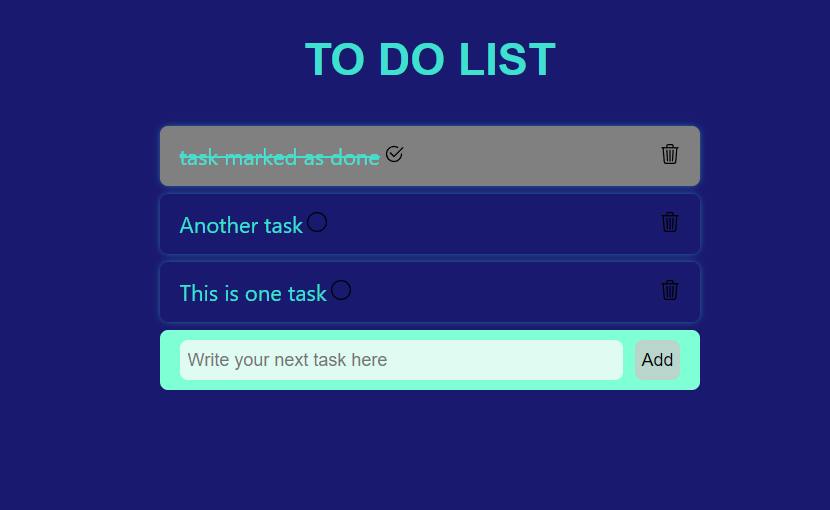 TO DO LIST
task marked as done
Another task
This is one task
Write your next task here Add